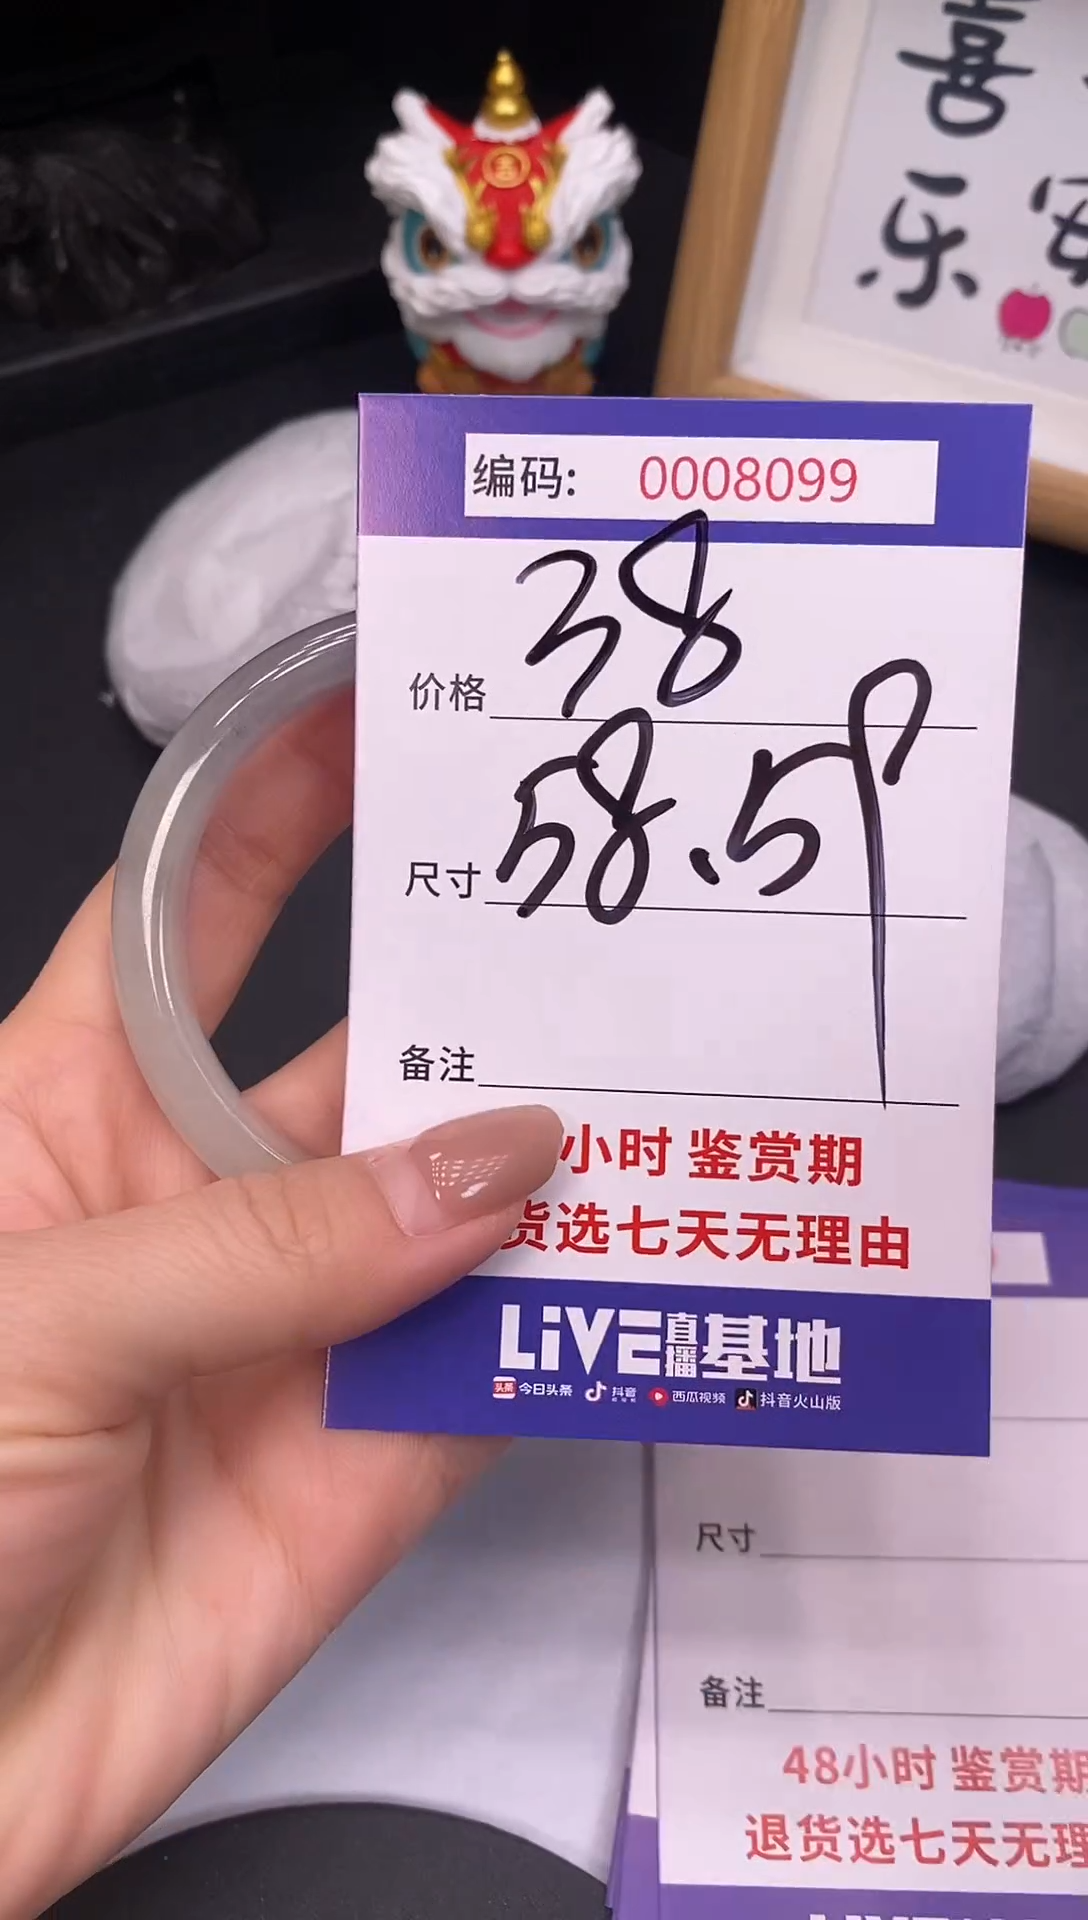 喜
乐 安
编码: 0008099
价格 38
尺寸 58.5
备注
小时 鉴赏期
货选七天无理由
LiVE直播基地
头条 今日头条 抖音 西瓜视频 抖音火山版
尺寸
备注
48小时 鉴赏期
退货选七天无理